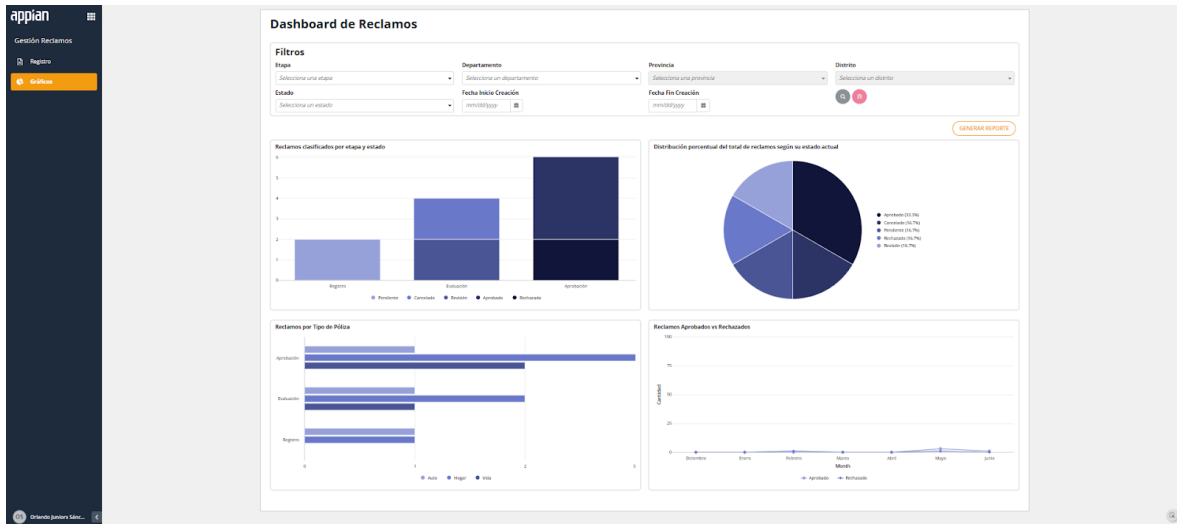 appian
Gestión Reclamos
Registro
Gráficos
Dashboard de Reclamos
Filtros
Etapa
Selecciona una etapa
Departamento
Selecciona un departamento
Provincia
Selecciona una provincia
Distrito
Selecciona un distrito
Estado
Selecciona un estado
Fecha Inicio Creación
mm/dd/yyyy
Fecha Fin Creación
mm/dd/yyyy
GENERAR REPORTE
Reclamos clasificados por etapa y estado
6
5
4
3
2
1
0
Registro Evaluación Aprobación
Pendiente Cancelado Revisión Aprobado Rechazado
Distribución porcentual del total de reclamos según su estado actual
Aprobado (33.3%)
Cancelado (16.7%)
Pendiente (16.7%)
Rechazado (16.7%)
Revisión (16.7%)
Reclamos por Tipo de Póliza
Aprobación
Evaluación
Registro
0 1 2 3
Auto Hogar Vida
Reclamos Aprobados vs Rechazados
100
75
50
25
0
Cantidad
Diciembre Enero Febrero Marzo Abril Mayo Junio
Month
Aprobado Rechazado
OS Orlando Juniors Sánc...